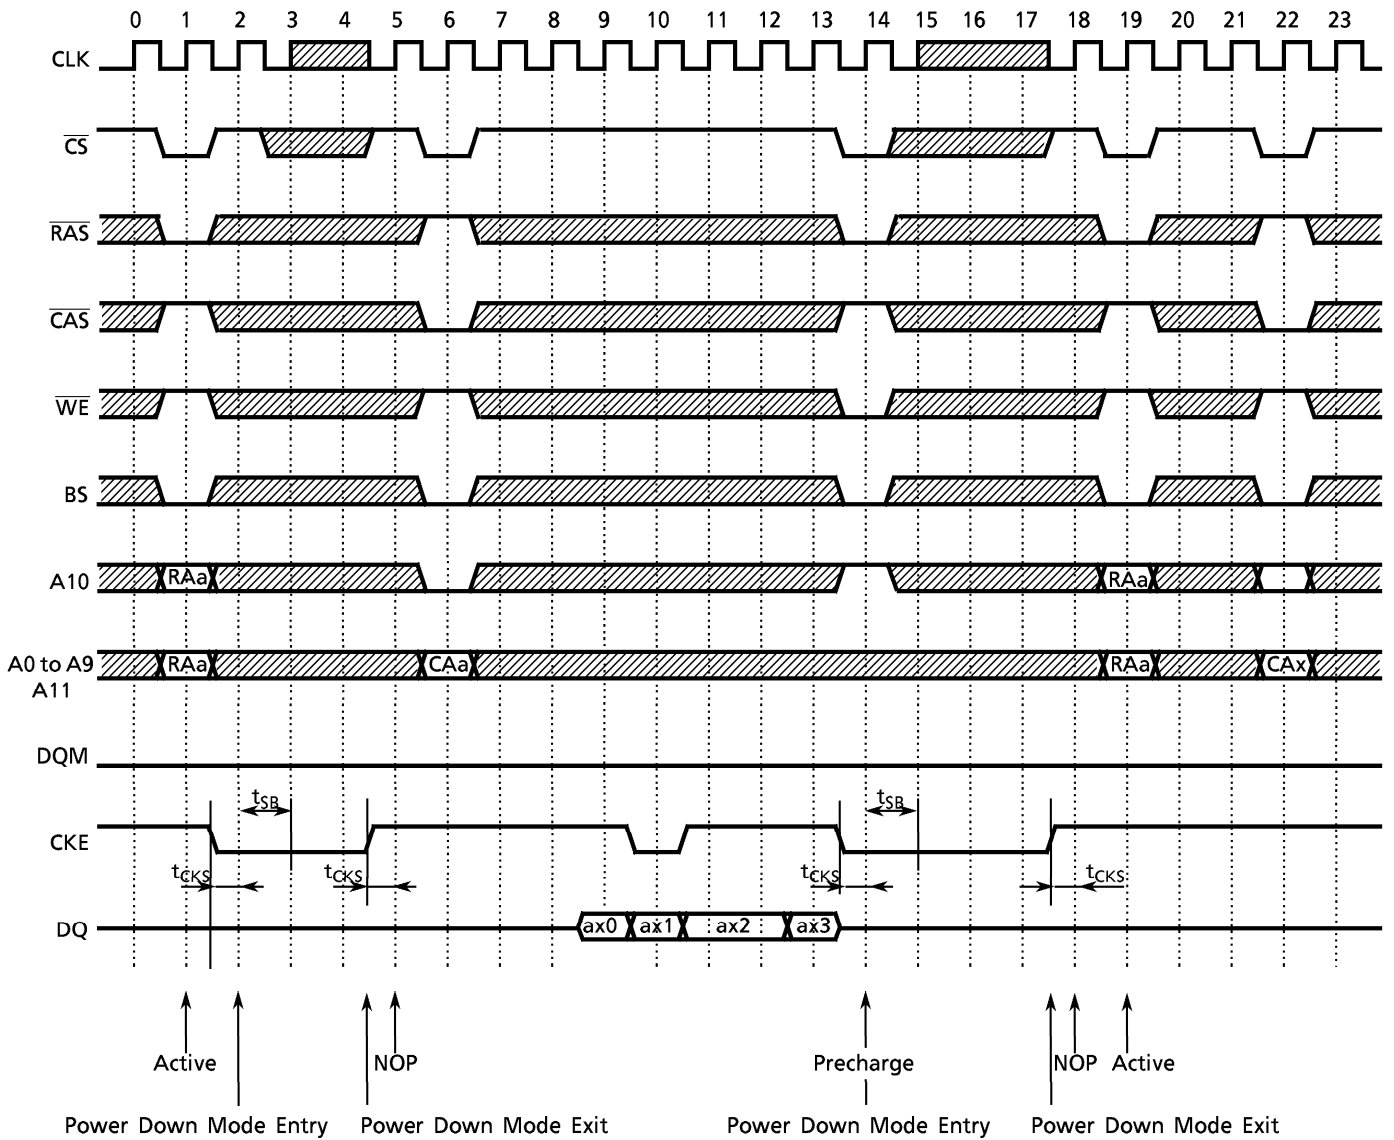 0 1 2 3 4 5 6 7 8 9 10 11 12 13 14 15 16 17 18 19 20 21 22 23
CLK
CS
RAS
CAS
WE
BS
A10 RAa RAa
A0 to A9 RAa CAa RAa CAx
A11
DQM
tSB tSB
CKE
tCKS tCKS tCKS tCKS
DQ ax0 ax1 ax2 ax3
Active NOP Precharge NOP Active
Power Down Mode Entry Power Down Mode Exit Power Down Mode Entry Power Down Mode Exit